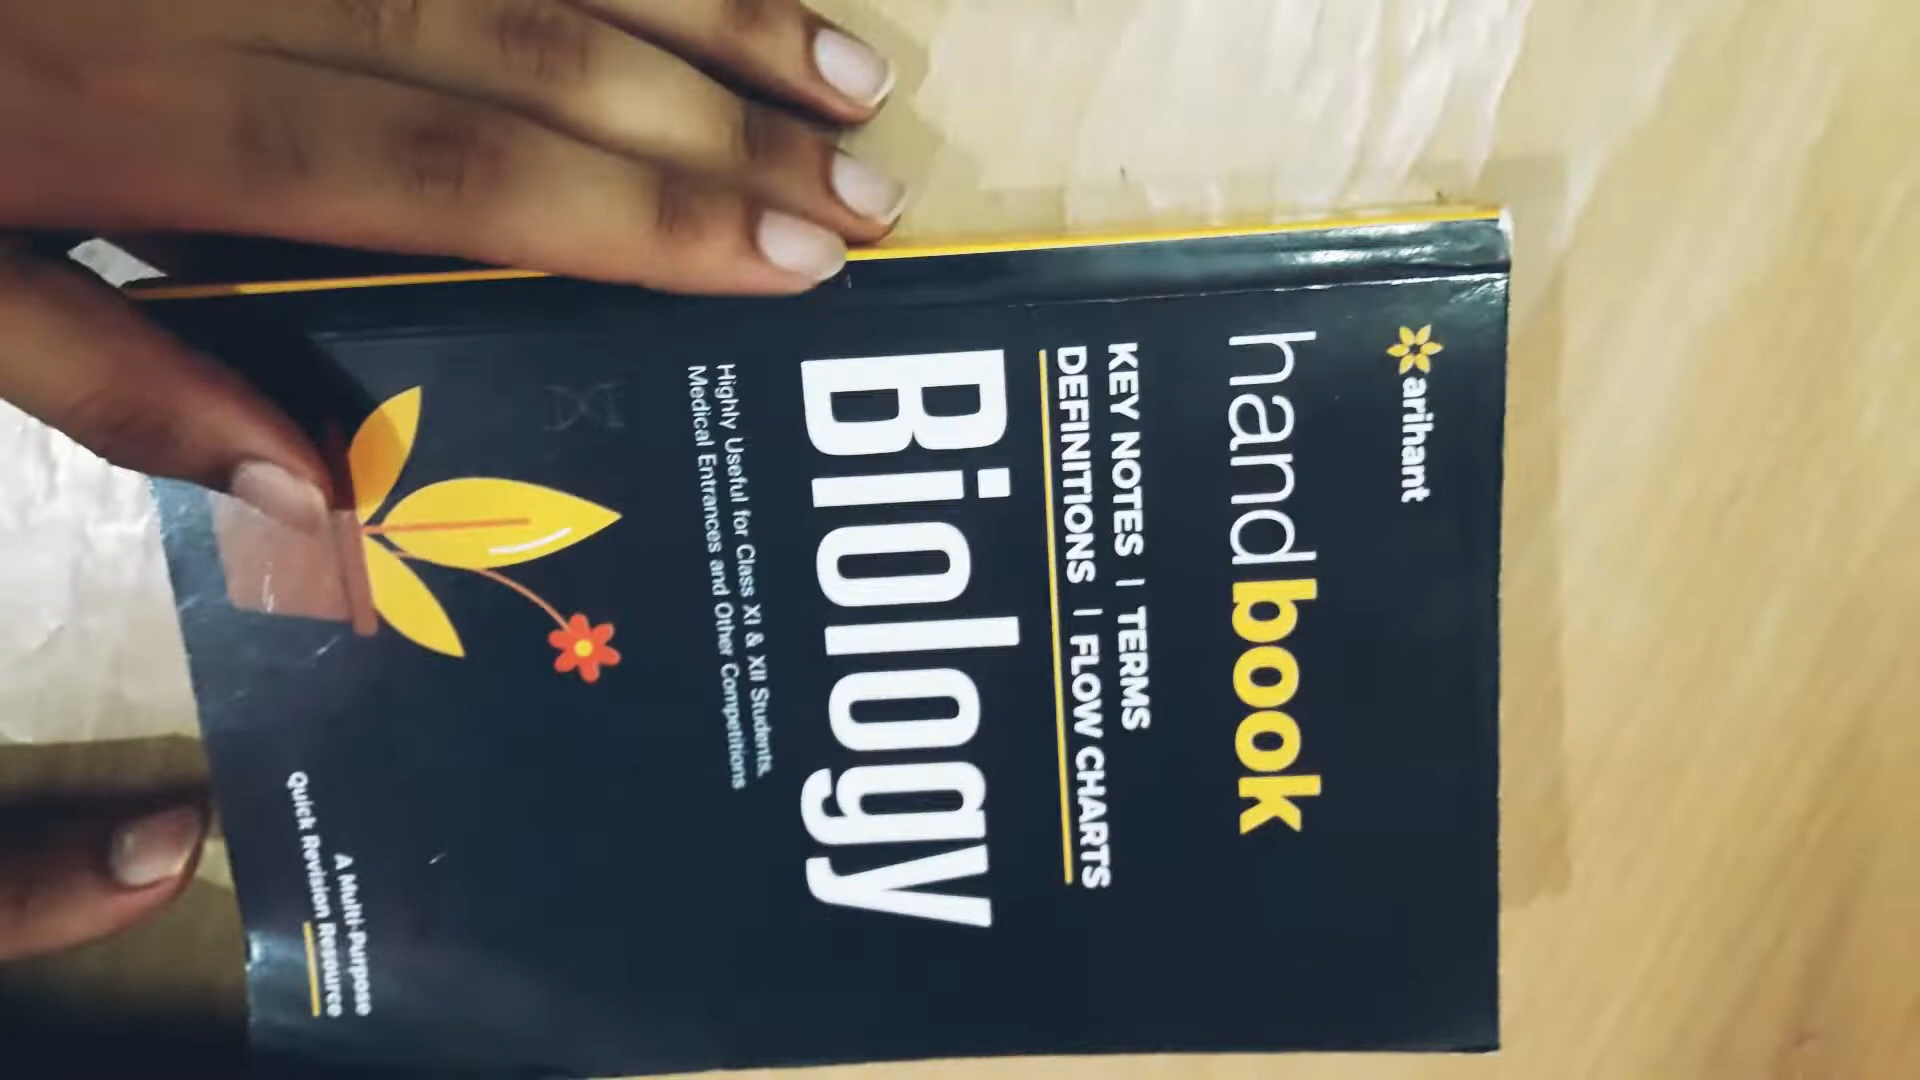 arihant
handbook
KEY NOTES | TERMS
DEFINITIONS | FLOW CHARTS
Biology
Highly Useful for Class XI & XII Students,
Medical Entrances and Other Competitions
A Multi-Purpose
Quick Revision Resource